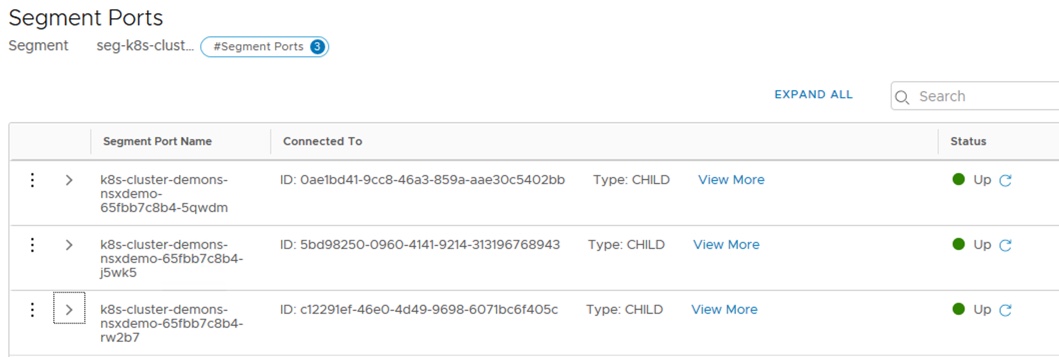 Segment Ports
Segment seg-k8s-clust... #Segment Ports 3
EXPAND ALL Search
Segment Port Name Connected To Status
k8s-cluster-demons-
nsxdemo-
65fbb7c8b4-5qwdm
ID: 0ae1bd41-9cc8-46a3-859a-aae30c5402bb Type: CHILD View More Up
k8s-cluster-demons-
nsxdemo-65fbb7c8b4-
j5wk5
ID: 5bd98250-0960-4141-9214-313196768943 Type: CHILD View More Up
k8s-cluster-demons-
nsxdemo-65fbb7c8b4-
rw2b7
ID: c12291ef-46e0-4d49-9698-6071bc6f405c Type: CHILD View More Up